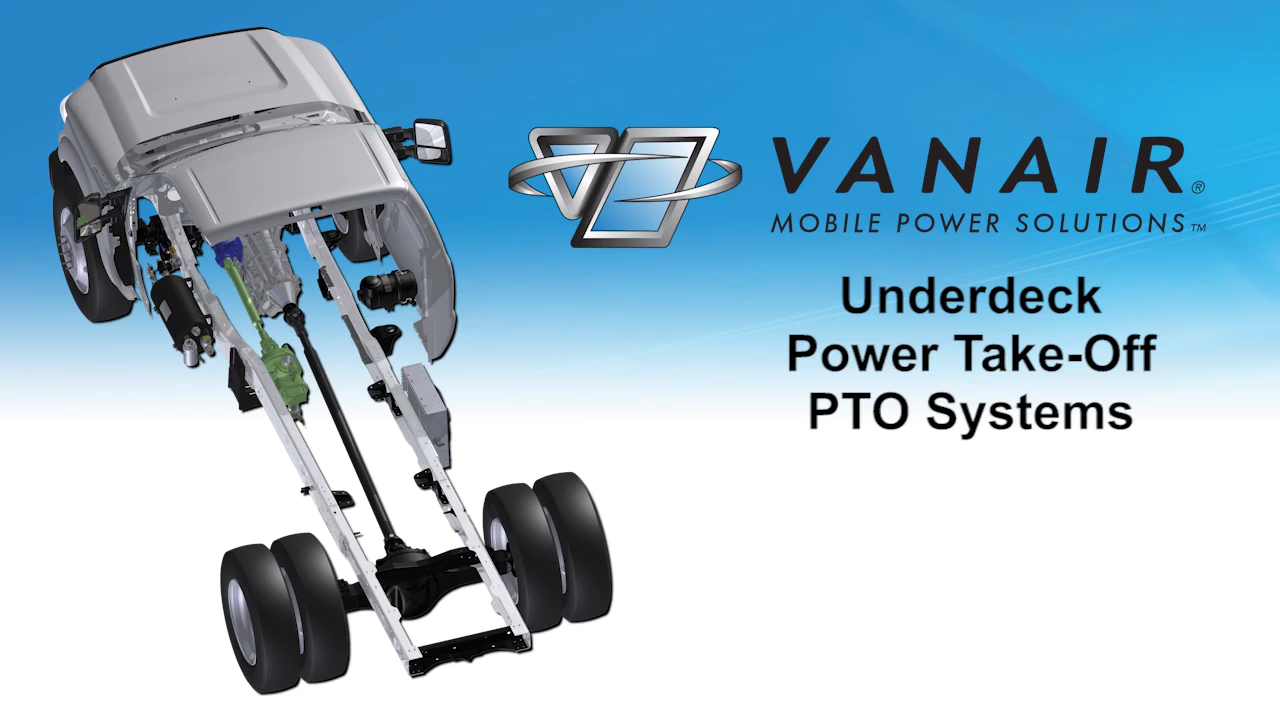 VANAIR®
MOBILE POWER SOLUTIONS™
Underdeck
Power Take-Off
PTO Systems